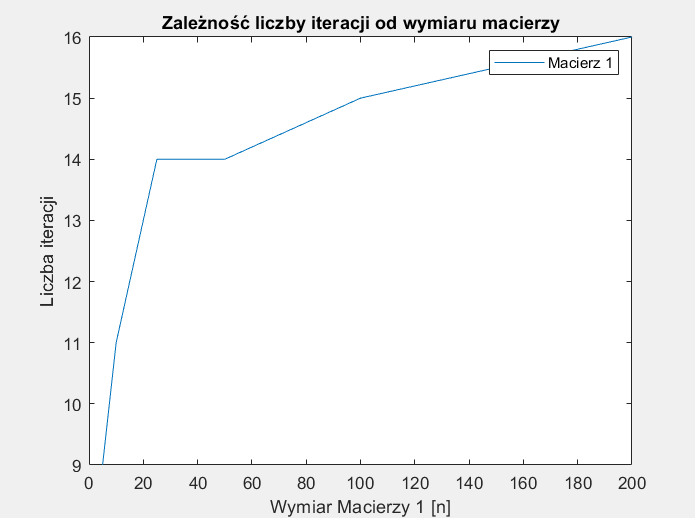 Zależność liczby iteracji od wymiaru macierzy
16
15
14
13
12
11
10
9
Liczba iteracji
Macierz 1
0 20 40 60 80 100 120 140 160 180 200
Wymiar Macierzy 1 [n]